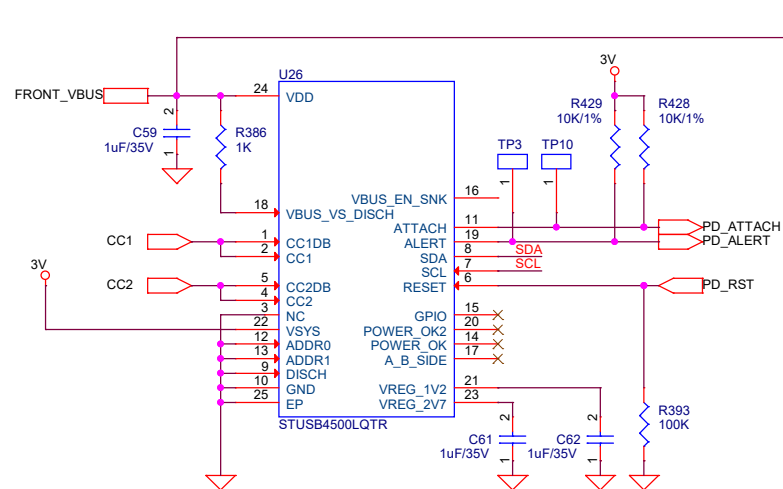 U26
3V
FRONT_VBUS
24
VDD
R429
10K/1%
R428
10K/1%
2
C59
1uF/35V
1
R386
1K
TP3
TP10
1
1
18
VBUS_VS_DISCH
VBUS_EN_SNK
16
ATTACH
11
PD_ATTACH
CC1
1
CC1DB
ALERT
19
PD_ALERT
2
CC1
SDA
8
SDA
SCL
7
SCL
3V
CC2
5
CC2DB
RESET
6
PD_RST
4
CC2
3
NC
GPIO
15
22
VSYS
POWER_OK2
20
12
ADDR0
POWER_OK
14
13
ADDR1
A_B_SIDE
17
9
DISCH
10
GND
VREG_1V2
21
25
EP
VREG_2V7
23
STUSB4500LQTR
2
C61
1uF/35V
1
2
C62
1uF/35V
1
R393
100K